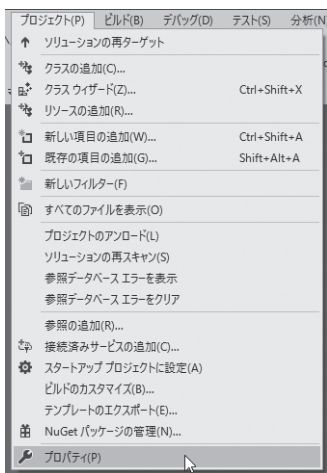 プロジェクト(P) ビルド(B) デバッグ(D) テスト(S) 分析(N
ソリューションの再ターゲット
クラスの追加(C)...
クラス ウィザード(Z)... Ctrl+Shift+X
リソースの追加(R)...
新しい項目の追加(W)... Ctrl+Shift+A
既存の項目の追加(G)... Shift+Alt+A
新しいフィルター(F)
すべてのファイルを表示(O)
プロジェクトのアンロード(L)
ソリューションの再スキャン(S)
参照データベース エラーを表示
参照データベース エラーをクリア
参照の追加(R)...
接続済みサービスの追加(C)...
スタートアップ プロジェクトに設定(A)
ビルドのカスタマイズ(B)...
テンプレートのエクスポート(E)...
NuGet パッケージの管理(N)...
プロパティ(P)